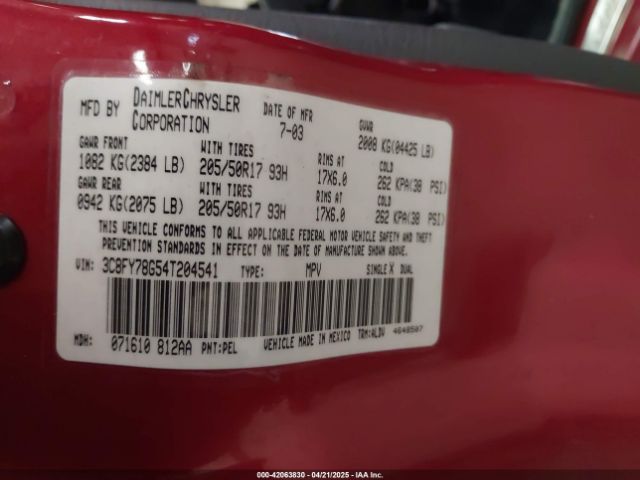 MFD BY DAIMLERCHRYSLER CORPORATION
DATE OF MFR 7-03
GVWR 2008 KG(04425 LB)
GAWR FRONT WITH TIRES RIMS AT COLD
1082 KG(2384 LB) 205/50R17 93H 17X6.0 262 KPA(38 PSI)
GAWR REAR WITH TIRES RIMS AT COLD
0942 KG(2075 LB) 205/50R17 93H 17X6.0 262 KPA(38 PSI)
THIS VEHICLE CONFORMS TO ALL APPLICABLE FEDERAL MOTOR VEHICLE SAFETY AND THEFT
PREVENTION STANDARDS IN EFFECT ON THE DATE OF MANUFACTURE SHOWN ABOVE.
VIN: 3C8FY78G54T204541 TYPE: MPV SINGLE X DUAL
MDH: 071610 812AA PNT:PEL VEHICLE MADE IN MEXICO TRM:ALDV 4648507
000-42063830 - 04/21/2025 - IAA Inc.